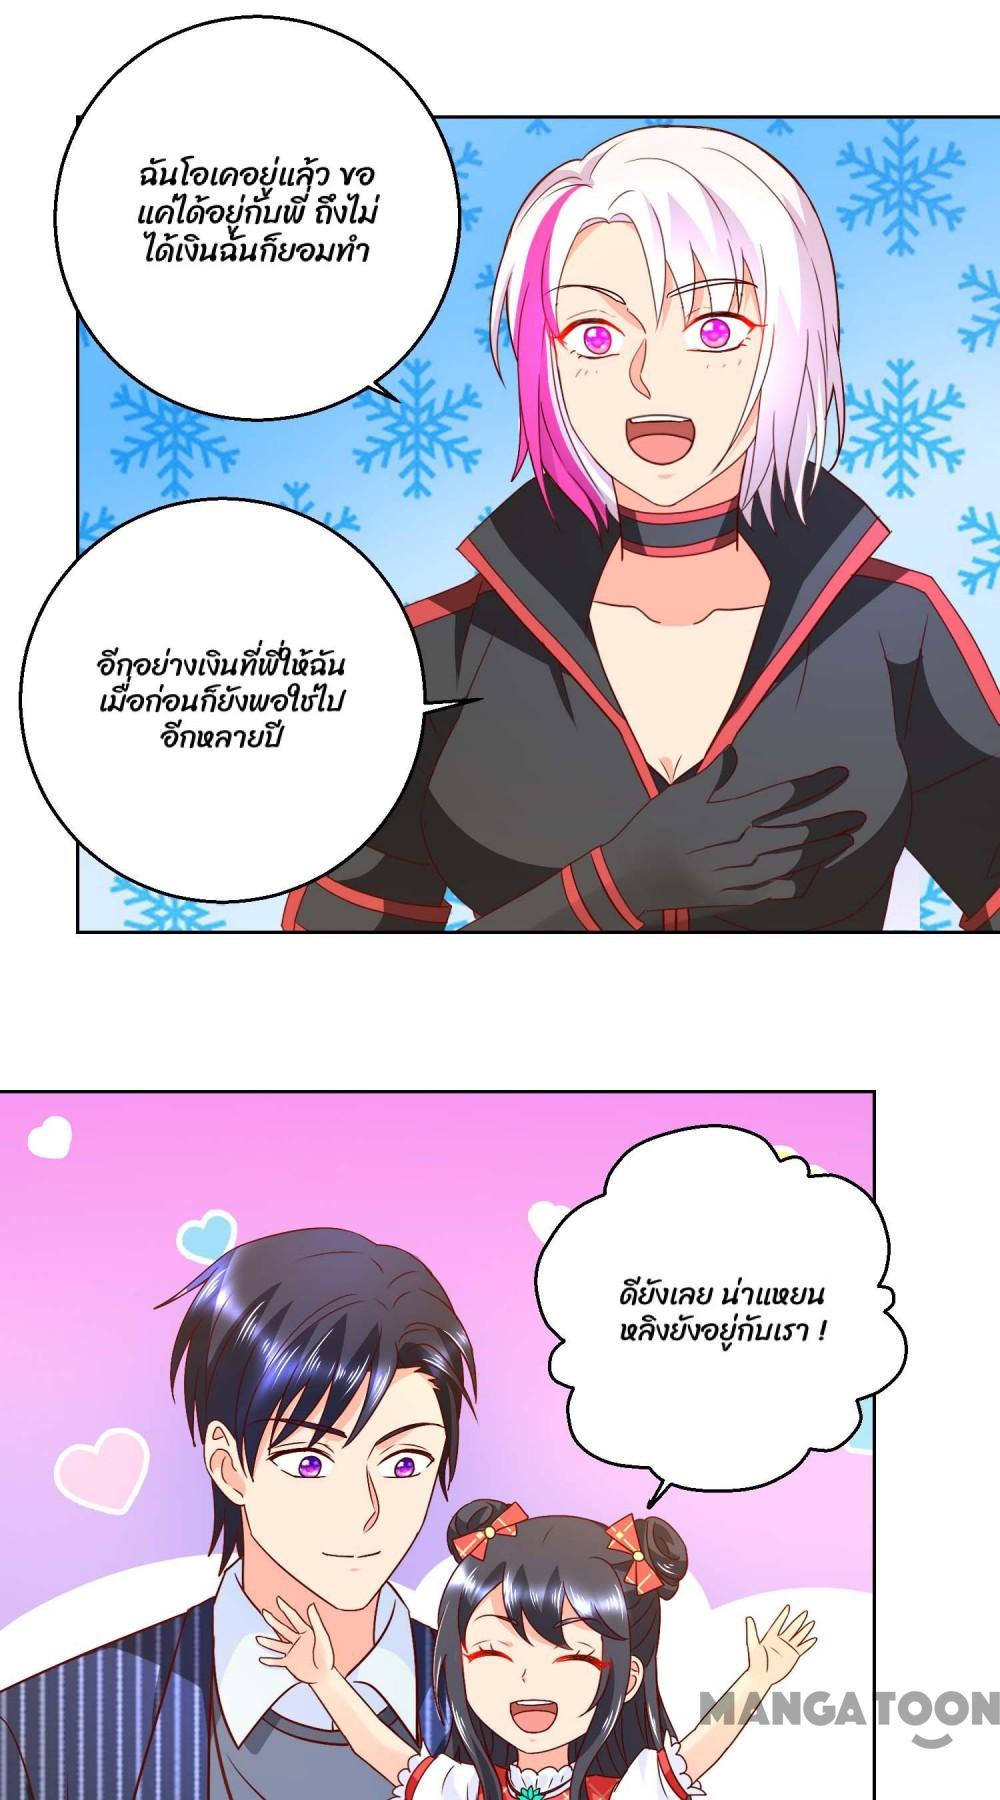 ฉันโอเคอยู่แล้ว ขอ
แค่ได้อยู่กับพี่ ถึงไม่
ได้เงินฉันก็ยอมทำ
อีกอย่างเงินที่พี่ให้ฉัน
เมื่อก่อนก็ยังพอใช้ไป
อีกหลายปี
ดียังเลย น่าแหยน
หลิงยังอยู่กับเรา !
MANGATOON